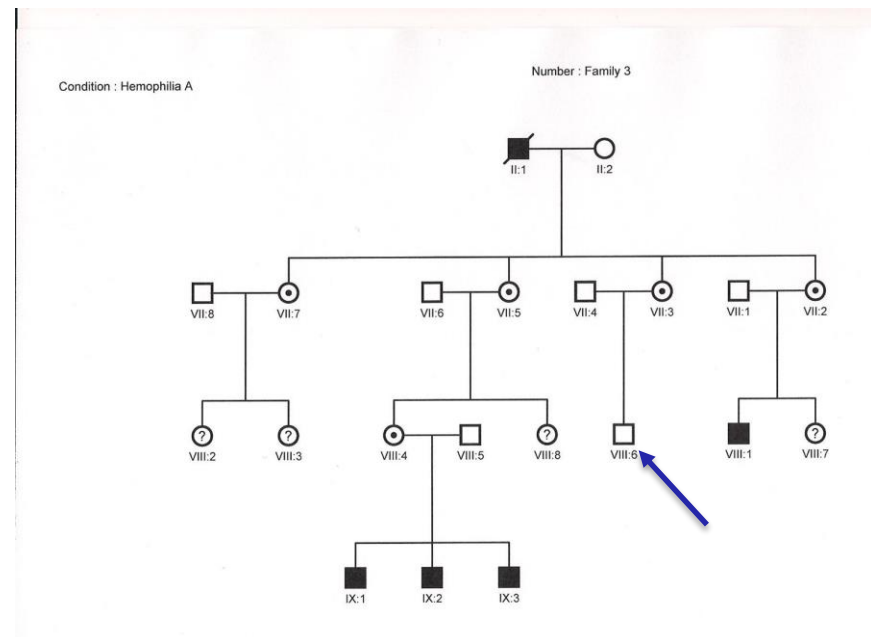 Number : Family 3
Condition : Hemophilia A
II:1 II:2
VII:8 VII:7 VII:6 VII:5 VII:4 VII:3 VII:1 VII:2
? ? ? ?
VIII:2 VIII:3 VIII:4 VIII:5 VIII:8 VIII:6 VIII:1 VIII:7
IX:1 IX:2 IX:3